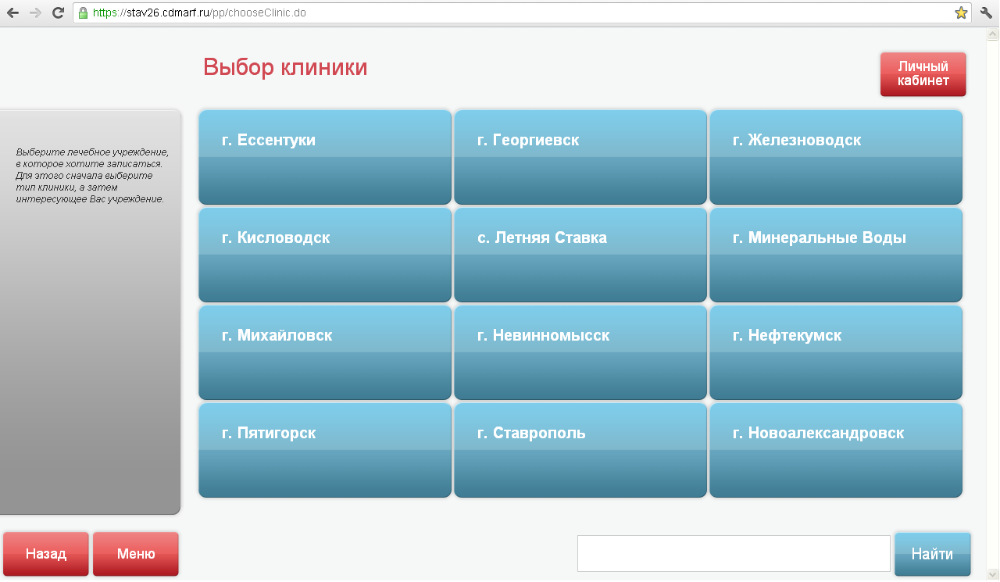 https://stav26.cdmarf.ru/pp/chooseClinic.do
Выбор клиники
Личный
кабинет
Выберите лечебное учреждение,
в которое хотите записаться.
Для этого сначала выберите
тип клиники, а затем
интересующее Вас учреждение.
г. Ессентуки
г. Георгиевск
г. Железноводск
г. Кисловодск
с. Летняя Ставка
г. Минеральные Воды
г. Михайловск
г. Невинномысск
г. Нефтекумск
г. Пятигорск
г. Ставрополь
г. Новоалександровск
Назад
Меню
Найти